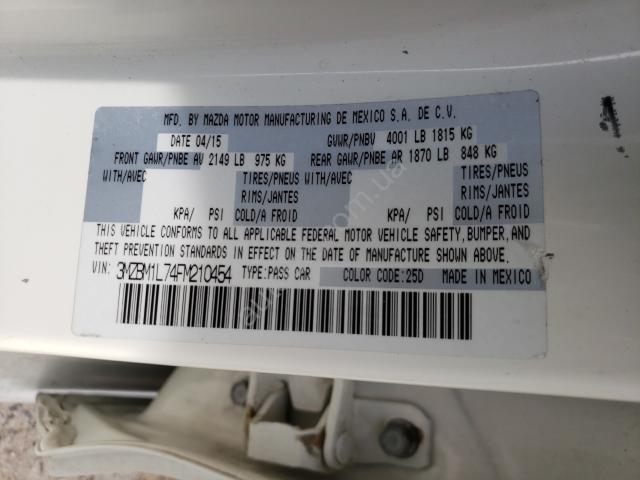 MFD. BY MAZDA MOTOR MANUFACTURING DE MEXICO S.A. DE C.V.
DATE 04/15 GVWR/PNBV 4001 LB 1815 KG
FRONT GAWR/PNBE AV 2149 LB 975 KG REAR GAWR/PNBE AR 1870 LB 848 KG
WITH/AVEC TIRES/PNEUS WITH/AVEC TIRES/PNEUS
RIMS/JANTES RIMS/JANTES
KPA/ PSI COLD/A FROID KPA/ PSI COLD/A FROID
THIS VEHICLE CONFORMS TO ALL APPLICABLE FEDERAL MOTOR VEHICLE SAFETY, BUMPER, AND
THEFT PREVENTION STANDARDS IN EFFECT ON THE DATE OF MANUFACTURE SHOWN ABOVE.
VIN: 3MZBM1L74FM210454 TYPE:PASS CAR COLOR CODE:25D MADE IN MEXICO